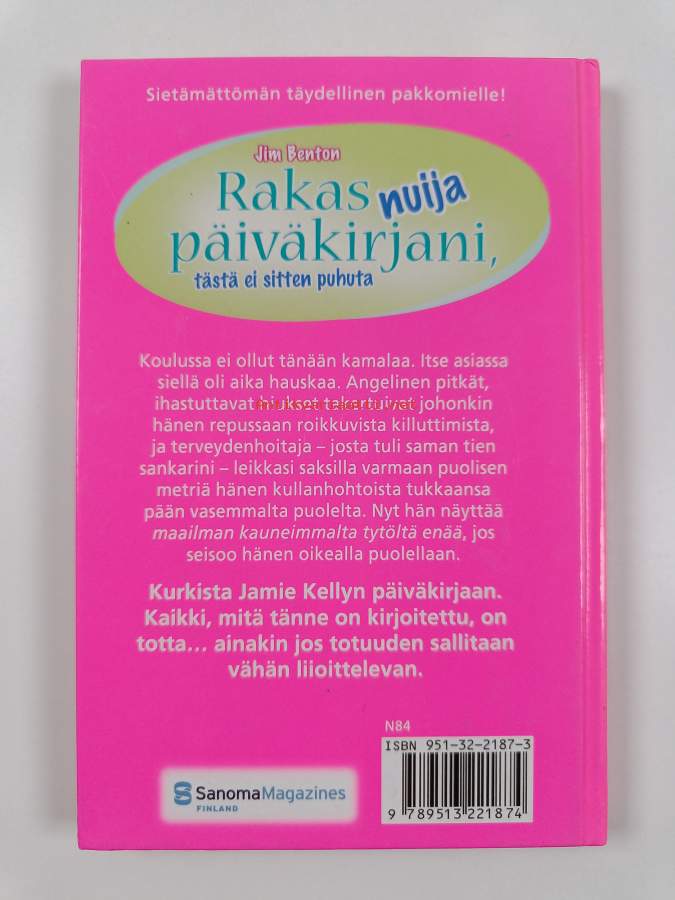 Sietämättömän täydellinen pakkomielle!
Jim Benton
Rakas nuija
päiväkirjani,
tästä ei sitten puhuta
Koulussa ei ollut tänään kamalaa. Itse asiassa
siellä oli aika hauskaa. Angelinen pitkät,
ihastuttavat hiukset takertuivat johonkin
hänen repussaan roikkuvista killuttimista,
ja terveydenhoitaja – josta tuli saman tien
sankarini – leikkasi saksilla varmaan puolisen
metriä hänen kullanhohtoista tukkaansa
pään vasemmalta puolelta. Nyt hän näyttää
maailman kauneimmalta tytöltä enää, jos
seisoo hänen oikealla puolellaan.
Kurkista Jamie Kellyn päiväkirjaan.
Kaikki, mitä tänne on kirjoitettu, on
totta... ainakin jos totuuden sallitaan
vähän liioittelevan.
N84
ISBN 951-32-2187-3
9 789513 221874
SanomaMagazines
FINLAND